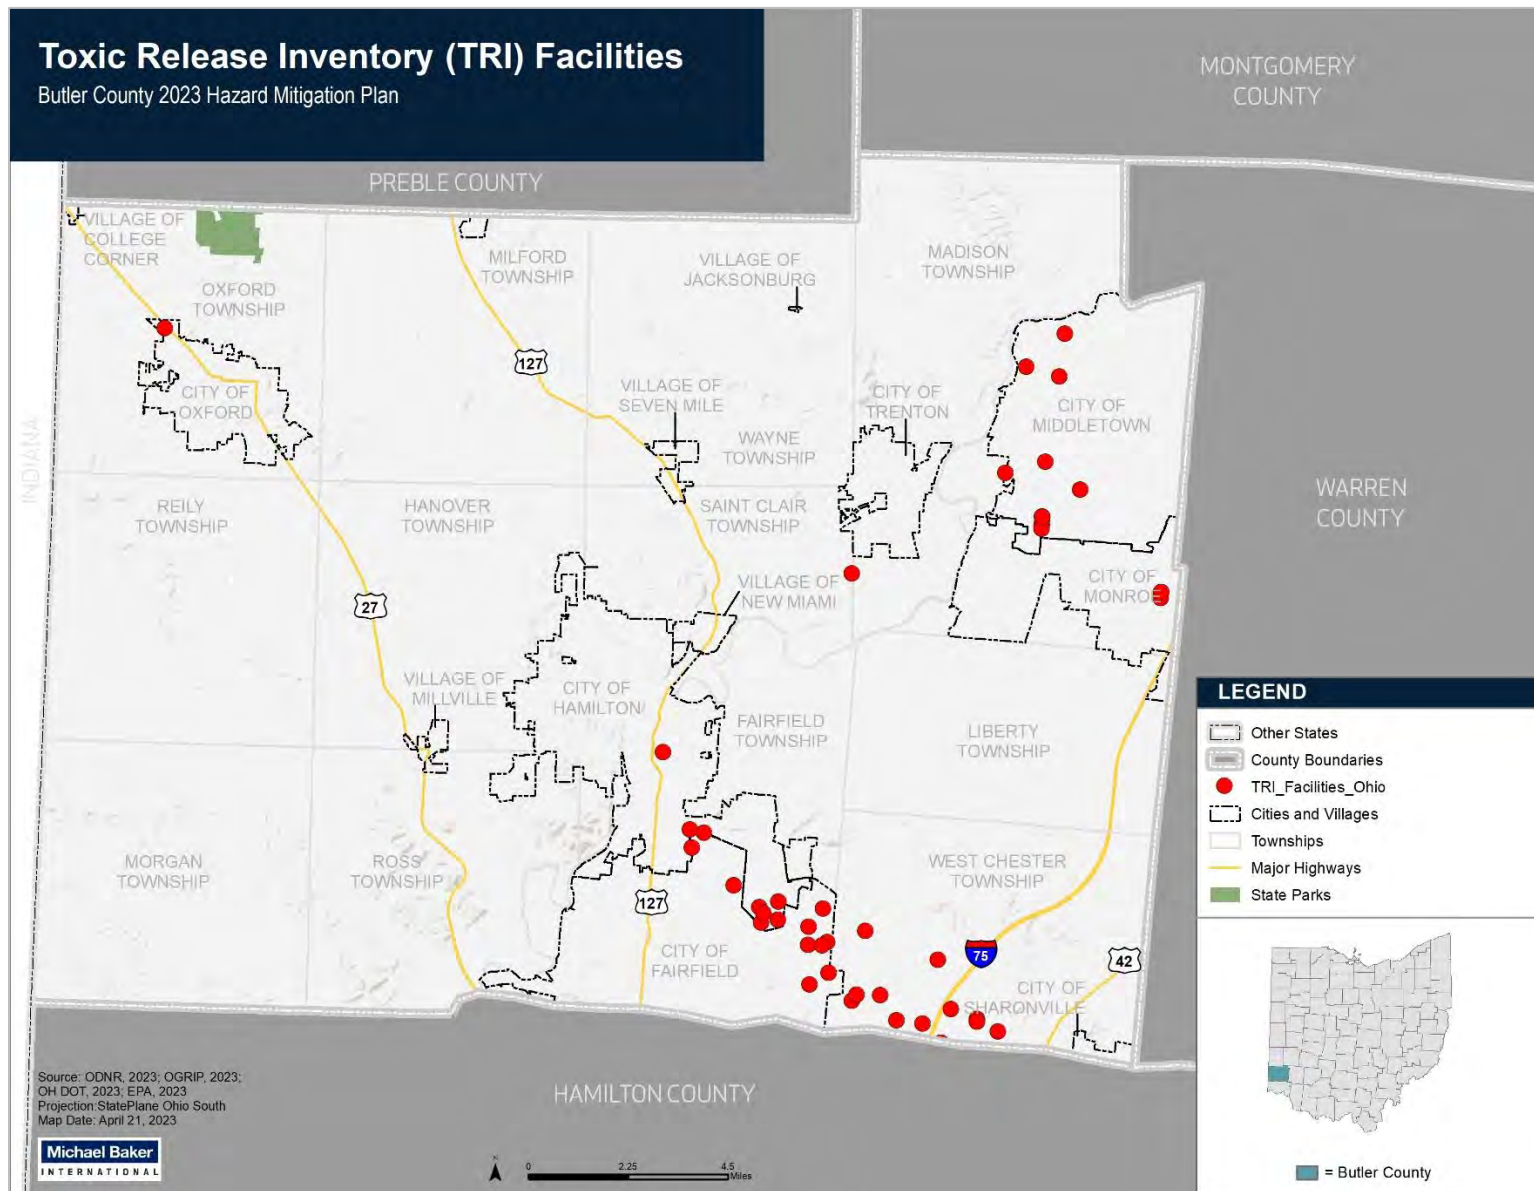 Toxic Release Inventory (TRI) Facilities
Butler County 2023 Hazard Mitigation Plan
MONTGOMERY
COUNTY
PREBLE COUNTY
VILLAGE OF
COLLEGE
CORNER
MILFORD
TOWNSHIP
VILLAGE OF
JACKSONBURG
MADISON
TOWNSHIP
OXFORD
TOWNSHIP
127
CITY OF
OXFORD
VILLAGE OF
SEVEN MILE
CITY OF
TRENTON
CITY OF
MIDDLETOWN
WAYNE
TOWNSHIP
INDIANA
WARREN
COUNTY
REILY
TOWNSHIP
HANOVER
TOWNSHIP
SAINT CLAIR
TOWNSHIP
VILLAGE OF
NEW MIAMI
CITY OF
MONROE
27
VILLAGE OF
MILLVILLE
CITY OF
HAMILTON
FAIRFIELD
TOWNSHIP
LIBERTY
TOWNSHIP
MORGAN
TOWNSHIP
ROSS
TOWNSHIP
WEST CHESTER
TOWNSHIP
127
CITY OF
FAIRFIELD
75
42
CITY OF
SHARONVILLE
HAMILTON COUNTY
LEGEND
Other States
County Boundaries
TRI_Facilities_Ohio
Cities and Villages
Townships
Major Highways
State Parks
= Butler County
Source: ODNR, 2023; OGRIP, 2023;
OH DOT, 2023; EPA, 2023
Projection:StatePlane Ohio South
Map Date: April 21, 2023
Michael Baker
INTERNATIONAL
N
0 2.25 4.5
Miles